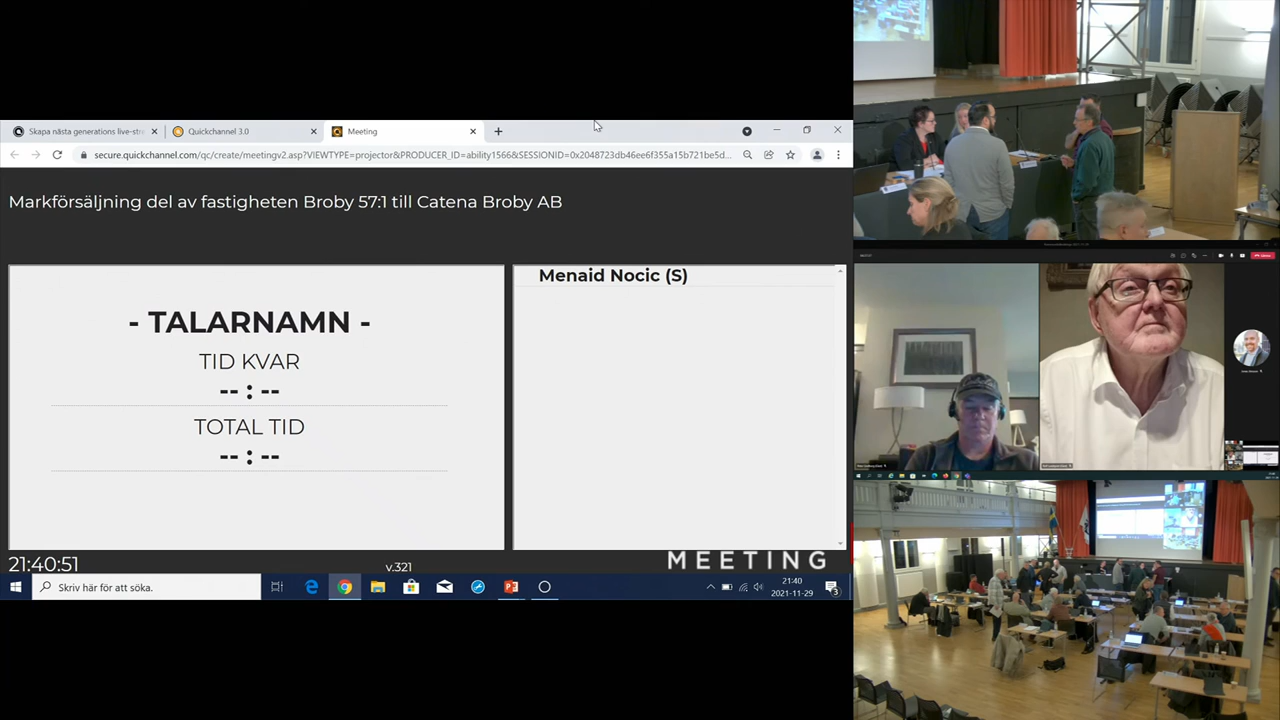 Skapa nästa generations live-stre
Quickchannel 3.0
Meeting
secure.quickchannel.com/qc/create/meetingv2.asp?VIEWTYPE=projector&PRODUCER_ID=ability1566&SESSIONID=0x2048723db46ee6f355a15b721be5d...
Markförsäljning del av fastigheten Broby 57:1 till Catena Broby AB
- TALARNAMN -
TID KVAR
-- : --
TOTAL TID
-- : --
Menaid Nocic (S)
21:40:51
v.321
MEETING
Skriv här för att söka.
21:40
2021-11-29
3